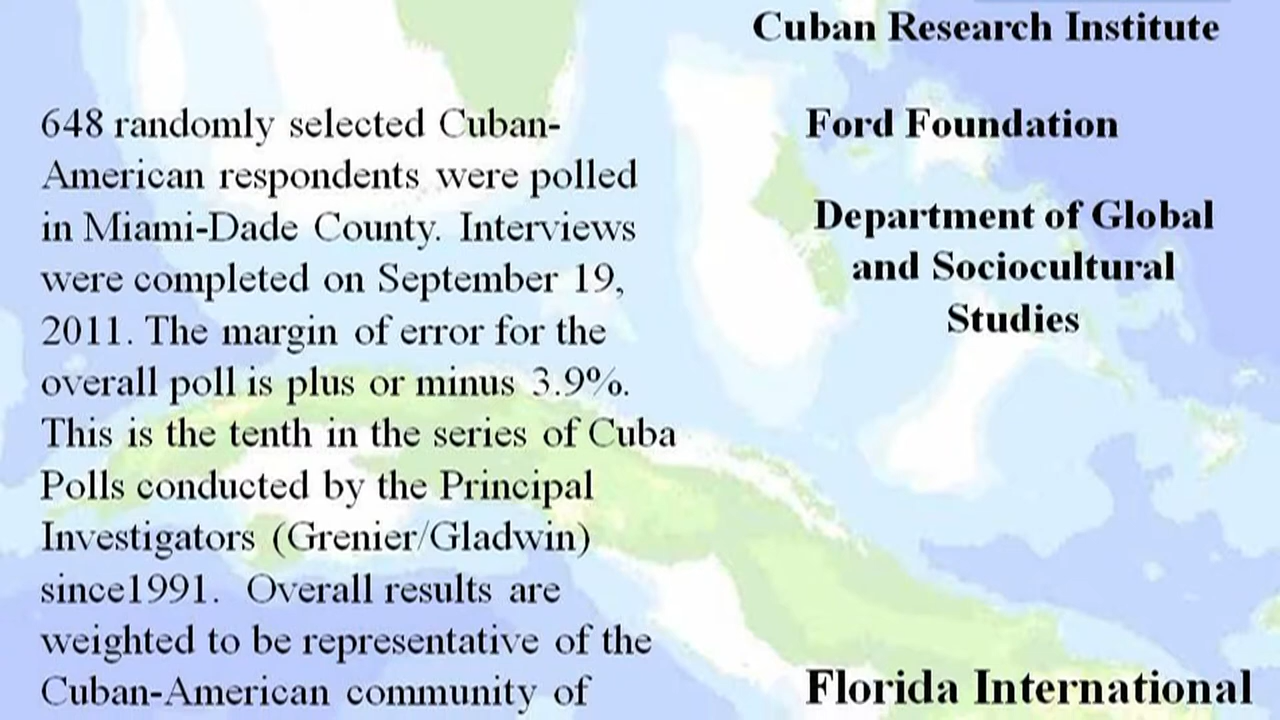 Cuban Research Institute
648 randomly selected Cuban-
American respondents were polled
in Miami-Dade County. Interviews
were completed on September 19,
2011. The margin of error for the
overall poll is plus or minus 3.9%.
This is the tenth in the series of Cuba
Polls conducted by the Principal
Investigators (Grenier/Gladwin)
since1991. Overall results are
weighted to be representative of the
Cuban-American community of
Ford Foundation
Department of Global
and Sociocultural
Studies
Florida International